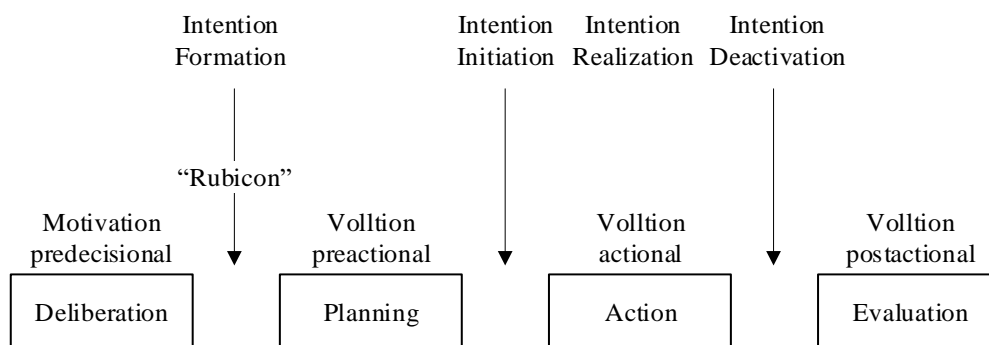 Intention
Formation
Intention
Initiation
Intention
Realization
Intention
Deactivation
“Rubicon”
Motivation
predecisional
Volltion
preactional
Volltion
actional
Volltion
postactional
Deliberation
Planning
Action
Evaluation